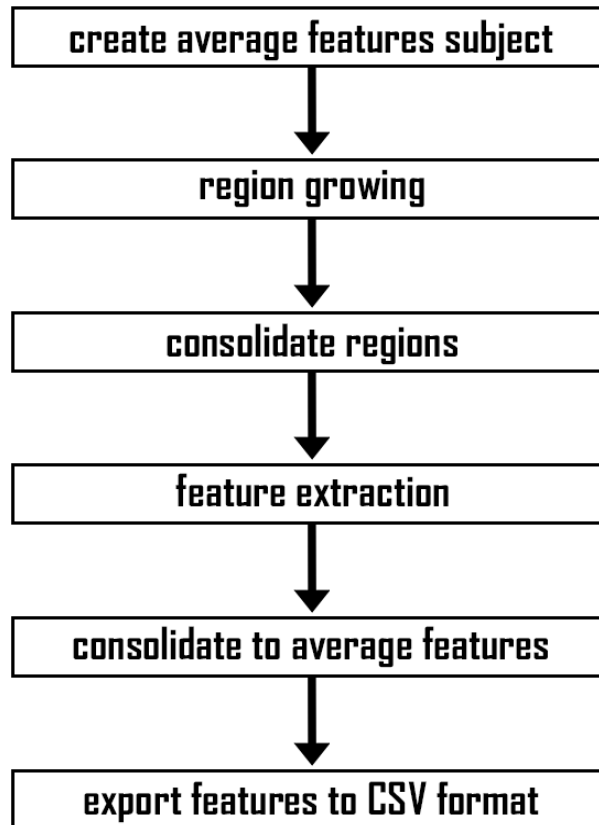 create average features subject
region growing
consolidate regions
feature extraction
consolidate to average features
export features to CSV format